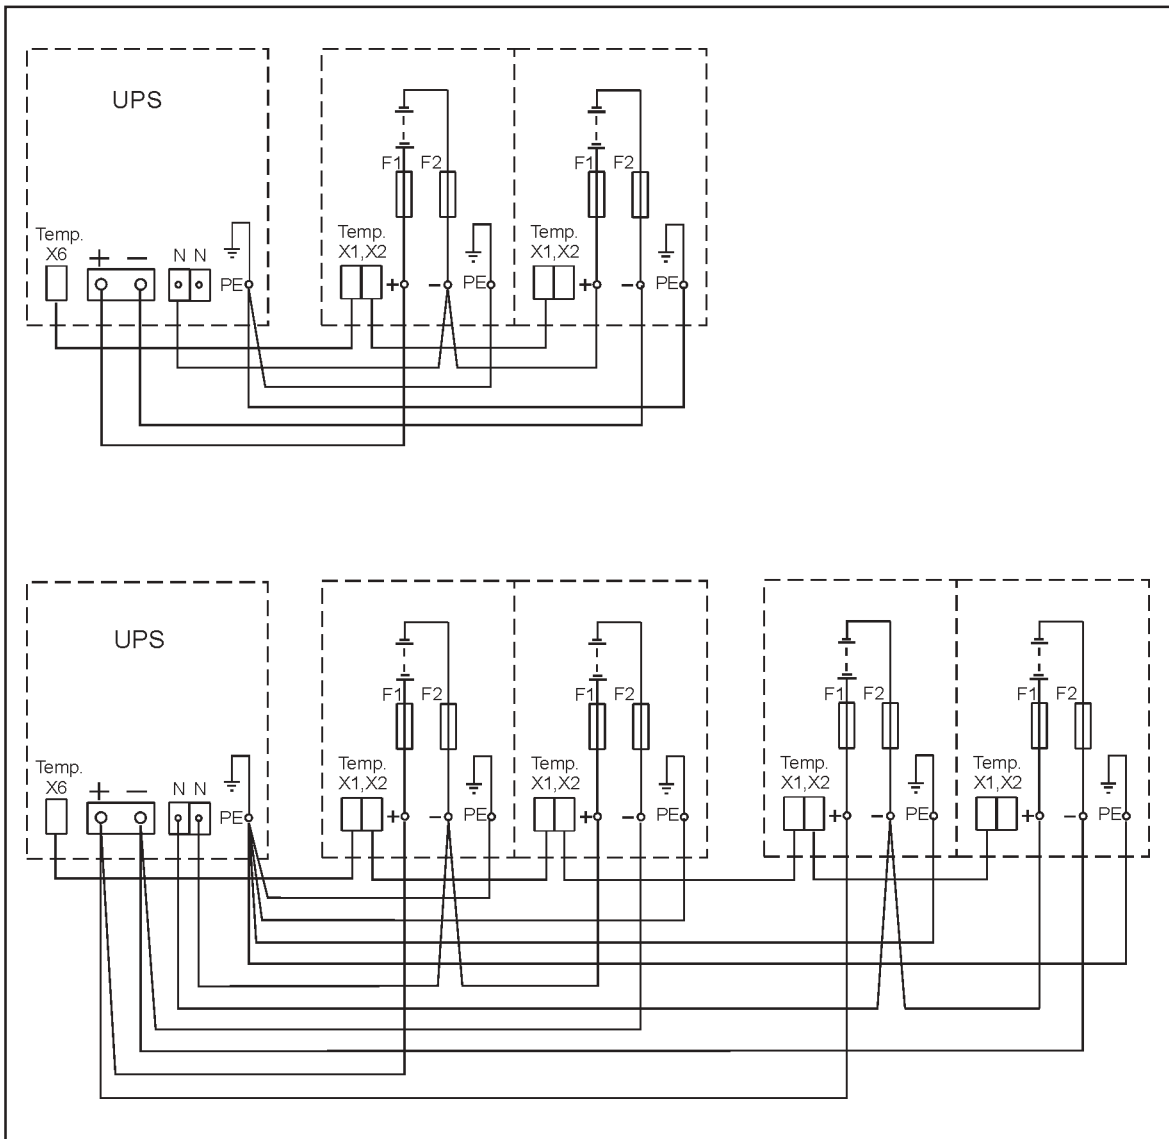 UPS
F1 F2 F1 F2
Temp. Temp. Temp.
X6 + — N N X1,X2 X1,X2
PE + - PE + - PE
UPS
F1 F2 F1 F2 F1 F2 F1 F2
Temp. Temp. Temp. Temp. Temp.
X6 + — N N X1,X2 X1,X2 X1,X2 X1,X2
PE + - PE + - PE + - PE + - PE